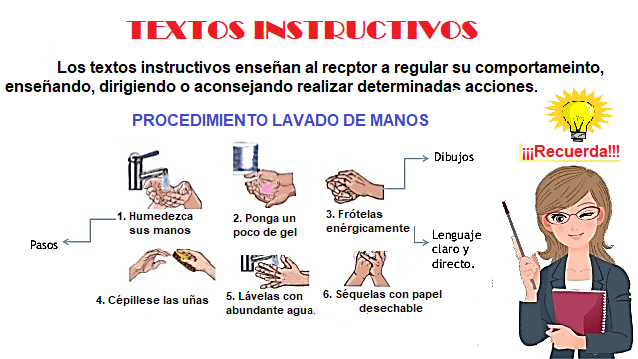 TEXTOS INSTRUCTIVOS
Los textos instructivos enseñan al recptor a regular su comportameinto,
enseñando, dirigiendo o aconsejando realizar determinadas acciones.
PROCEDIMIENTO LAVADO DE MANOS
¡¡¡Recuerda!!!
Dibujos
1. Humedezca
sus manos
2. Ponga un
poco de gel
3. Frótelas
enérgicamente
Pasos
Lenguaje
claro y
directo.
4. Cépillese las uñas
5. Lávelas con
abundante agua.
6. Séquelas con papel
desechable